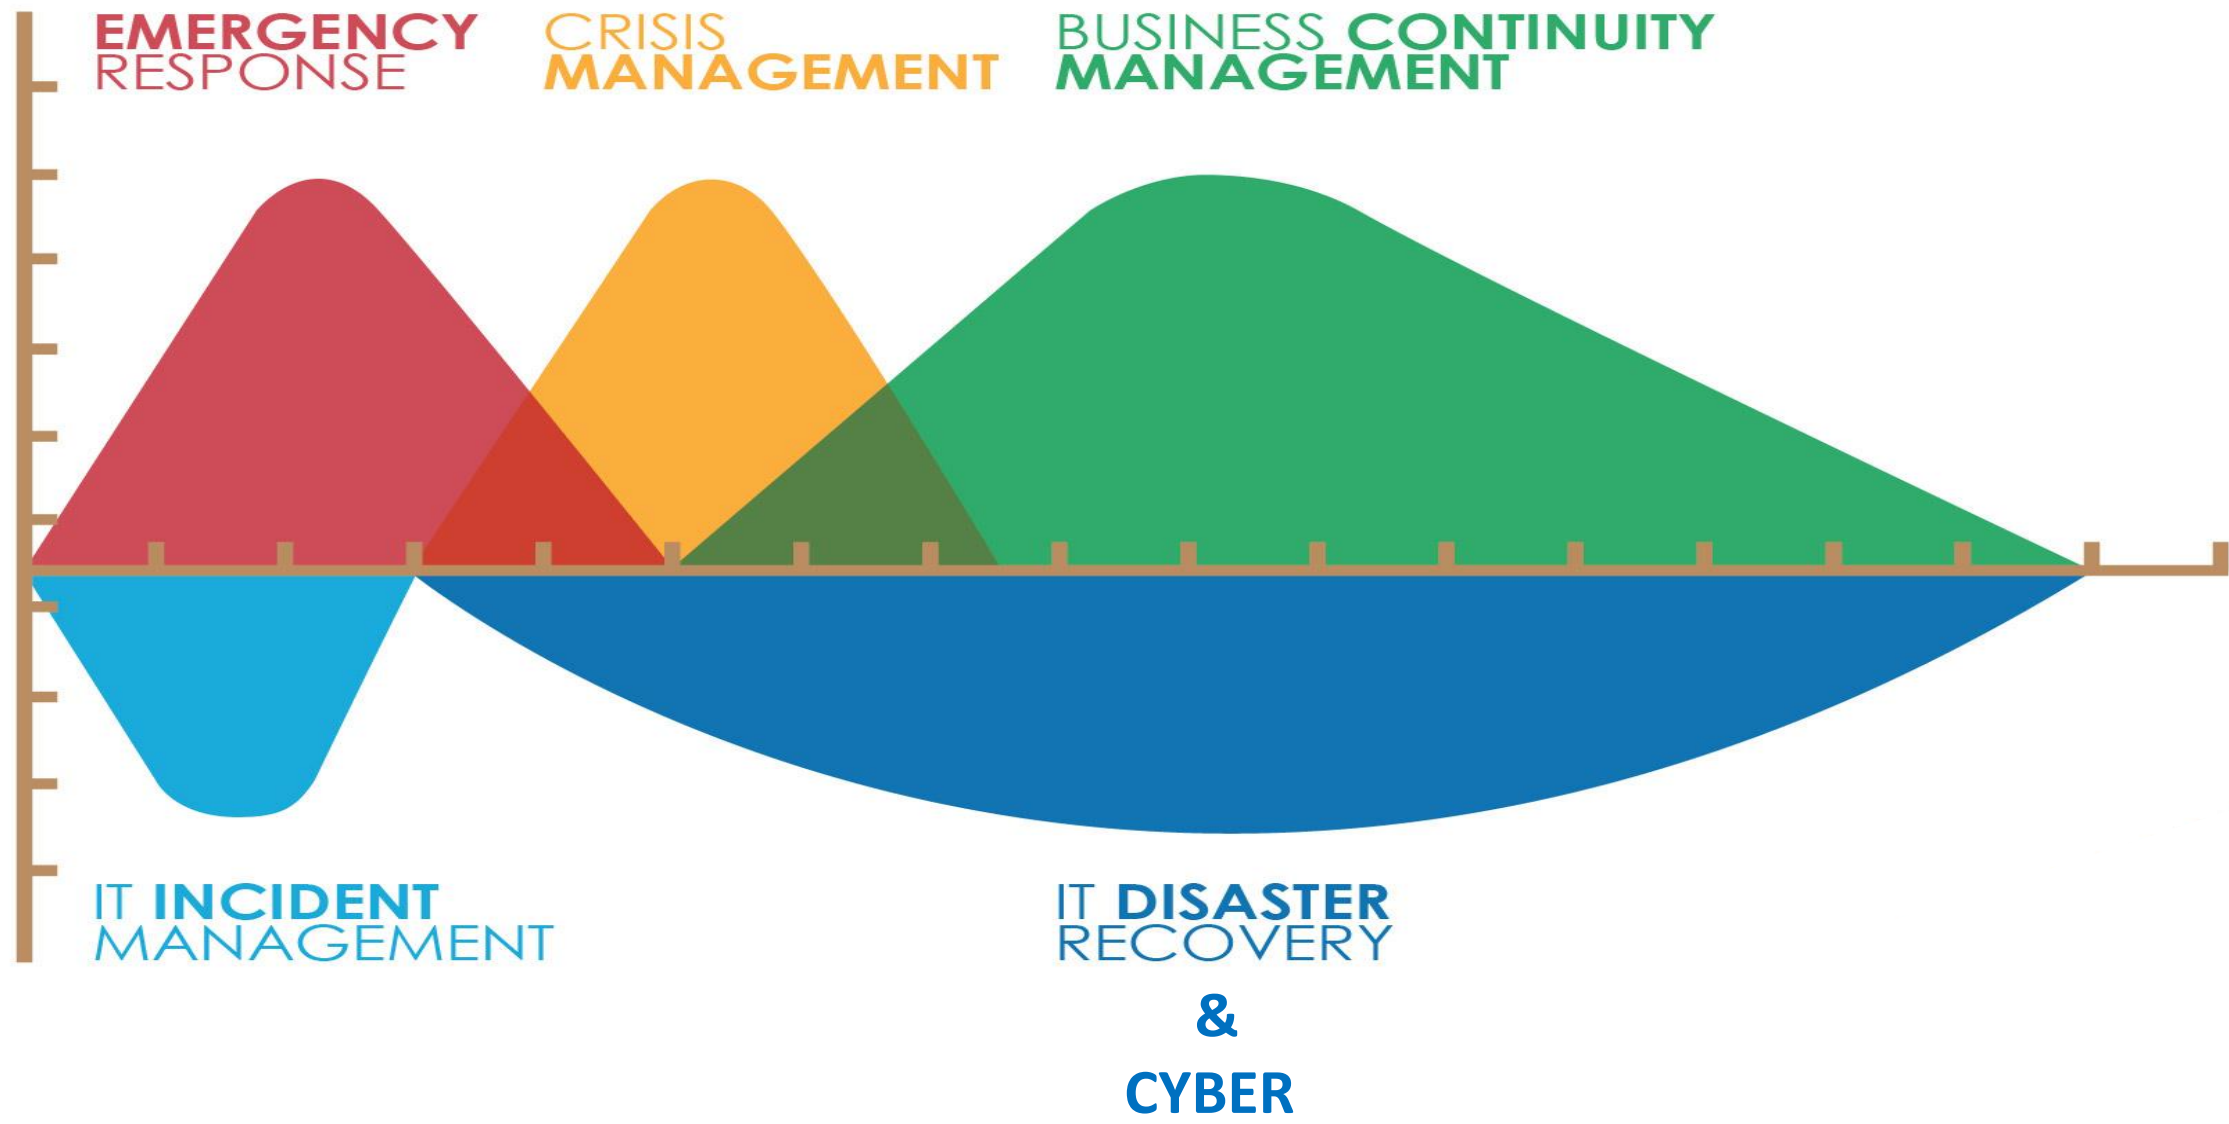 EMERGENCY
RESPONSE
CRISIS
MANAGEMENT
BUSINESS CONTINUITY
MANAGEMENT
IT INCIDENT
MANAGEMENT
IT DISASTER
RECOVERY
&
CYBER